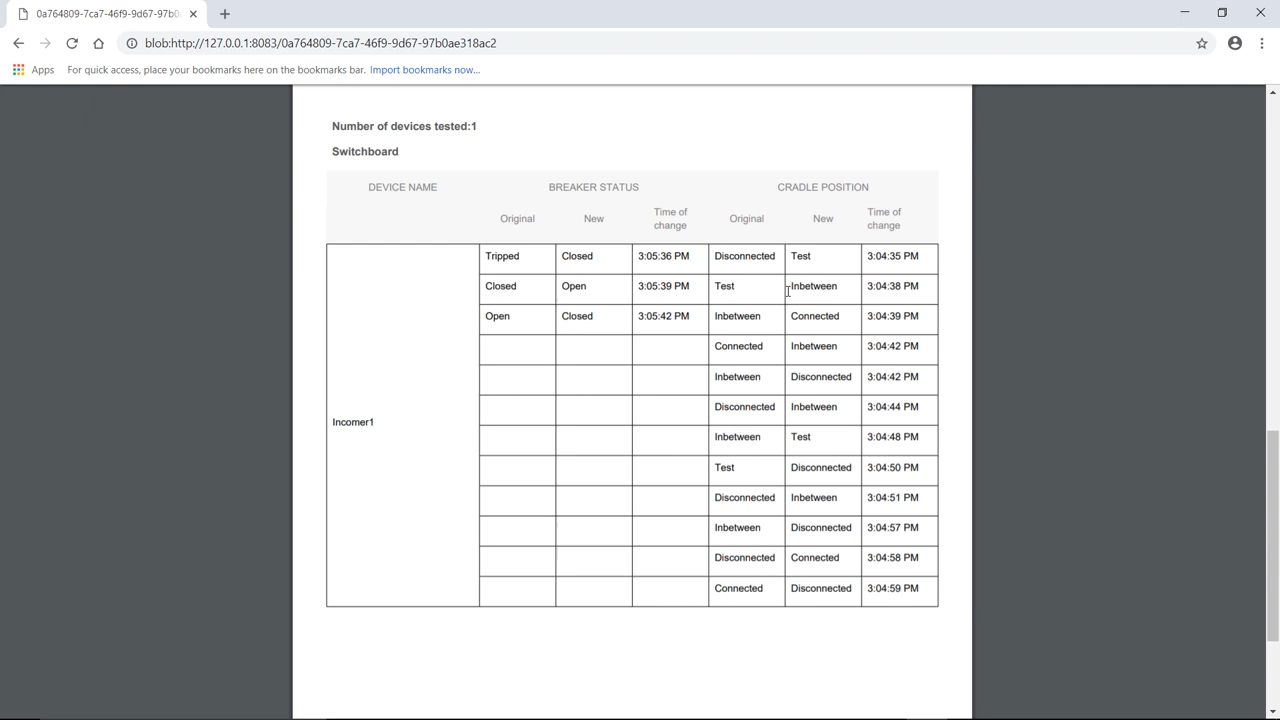 0a764809-7ca7-46f9-9d67-97b0
blob:http://127.0.0.1:8083/0a764809-7ca7-46f9-9d67-97b0ae318ac2
Apps For quick access, place your bookmarks here on the bookmarks bar. Import bookmarks now...
Number of devices tested:1
Switchboard
DEVICE NAME BREAKER STATUS CRADLE POSITION
Original New Time of change Original New Time of change
Tripped Closed 3:05:36 PM Disconnected Test 3:04:35 PM
Closed Open 3:05:39 PM Test Inbetween 3:04:38 PM
Open Closed 3:05:42 PM Inbetween Connected 3:04:39 PM
Connected Inbetween 3:04:42 PM
Inbetween Disconnected 3:04:42 PM
Disconnected Inbetween 3:04:44 PM
Incomer1
Inbetween Test 3:04:48 PM
Test Disconnected 3:04:50 PM
Disconnected Inbetween 3:04:51 PM
Inbetween Disconnected 3:04:57 PM
Disconnected Connected 3:04:58 PM
Connected Disconnected 3:04:59 PM